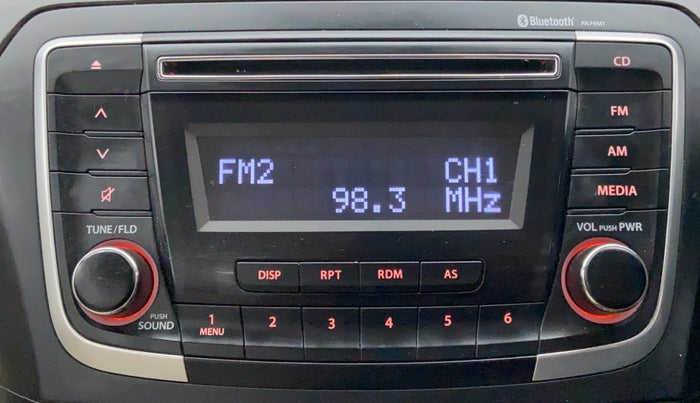 Bluetooth® PA79M1
CD
FM
AM
MEDIA
FM2 CH1
98.3 MHz
TUNE/FLD
VOL PUSH PWR
DISP RPT RDM AS
PUSH
SOUND
1 2 3 4 5 6
MENU